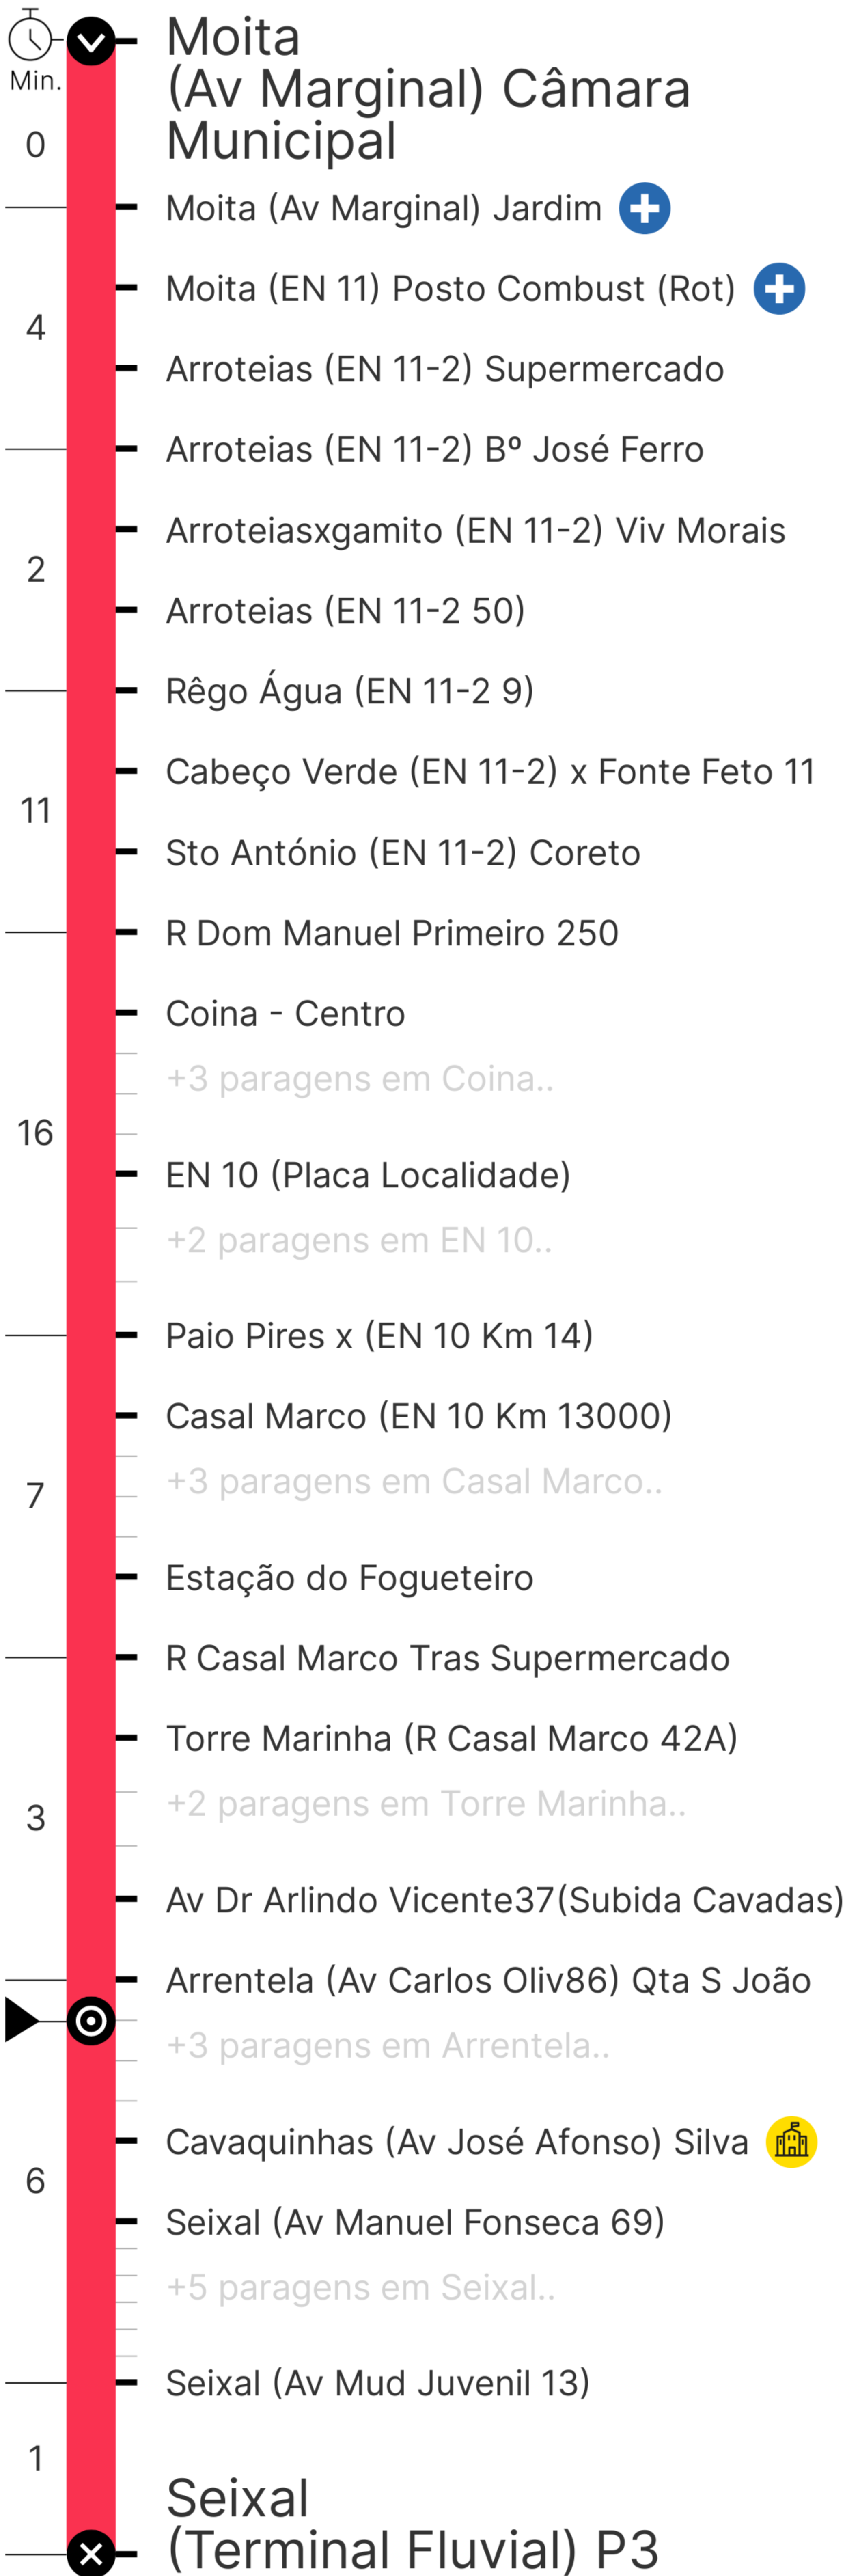 Min.
Moita
(Av Marginal) Câmara
Municipal
0
Moita (Av Marginal) Jardim
Moita (EN 11) Posto Combust (Rot)
4
Arroteias (EN 11-2) Supermercado
Arroteias (EN 11-2) Bº José Ferro
Arroteiasxgamito (EN 11-2) Viv Morais
2
Arroteias (EN 11-2 50)
Rêgo Água (EN 11-2 9)
Cabeço Verde (EN 11-2) x Fonte Feto 11
11
Sto António (EN 11-2) Coreto
R Dom Manuel Primeiro 250
Coina - Centro
+3 paragens em Coina..
16
EN 10 (Placa Localidade)
+2 paragens em EN 10..
Paio Pires x (EN 10 Km 14)
Casal Marco (EN 10 Km 13000)
+3 paragens em Casal Marco..
7
Estação do Fogueteiro
R Casal Marco Tras Supermercado
Torre Marinha (R Casal Marco 42A)
+2 paragens em Torre Marinha..
3
Av Dr Arlindo Vicente37(Subida Cavadas)
Arrentela (Av Carlos Oliv86) Qta S João
+3 paragens em Arrentela..
Cavaquinhas (Av José Afonso) Silva
6
Seixal (Av Manuel Fonseca 69)
+5 paragens em Seixal..
Seixal (Av Mud Juvenil 13)
1
Seixal
(Terminal Fluvial) P3